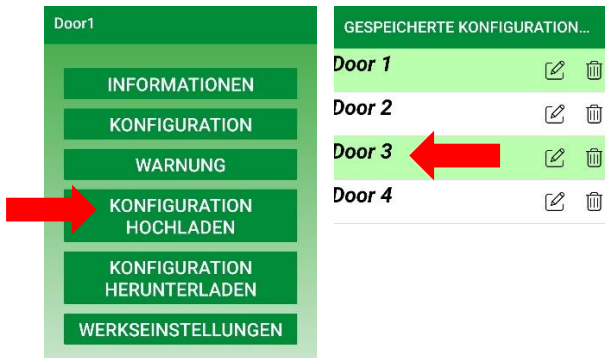 Door1
INFORMATIONEN
KONFIGURATION
WARNUNG
KONFIGURATION
HOCHLADEN
KONFIGURATION
HERUNTERLADEN
WERKSEINSTELLUNGEN
GESPEICHERTE KONFIGURATION...
Door 1
Door 2
Door 3
Door 4